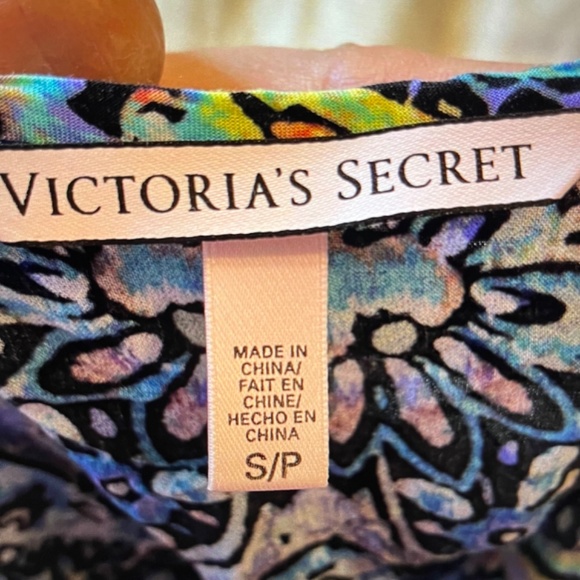 VICTORIA'S SECRET
MADE IN
CHINA/
FAIT EN
CHINE/
HECHO EN
CHINA
S/P